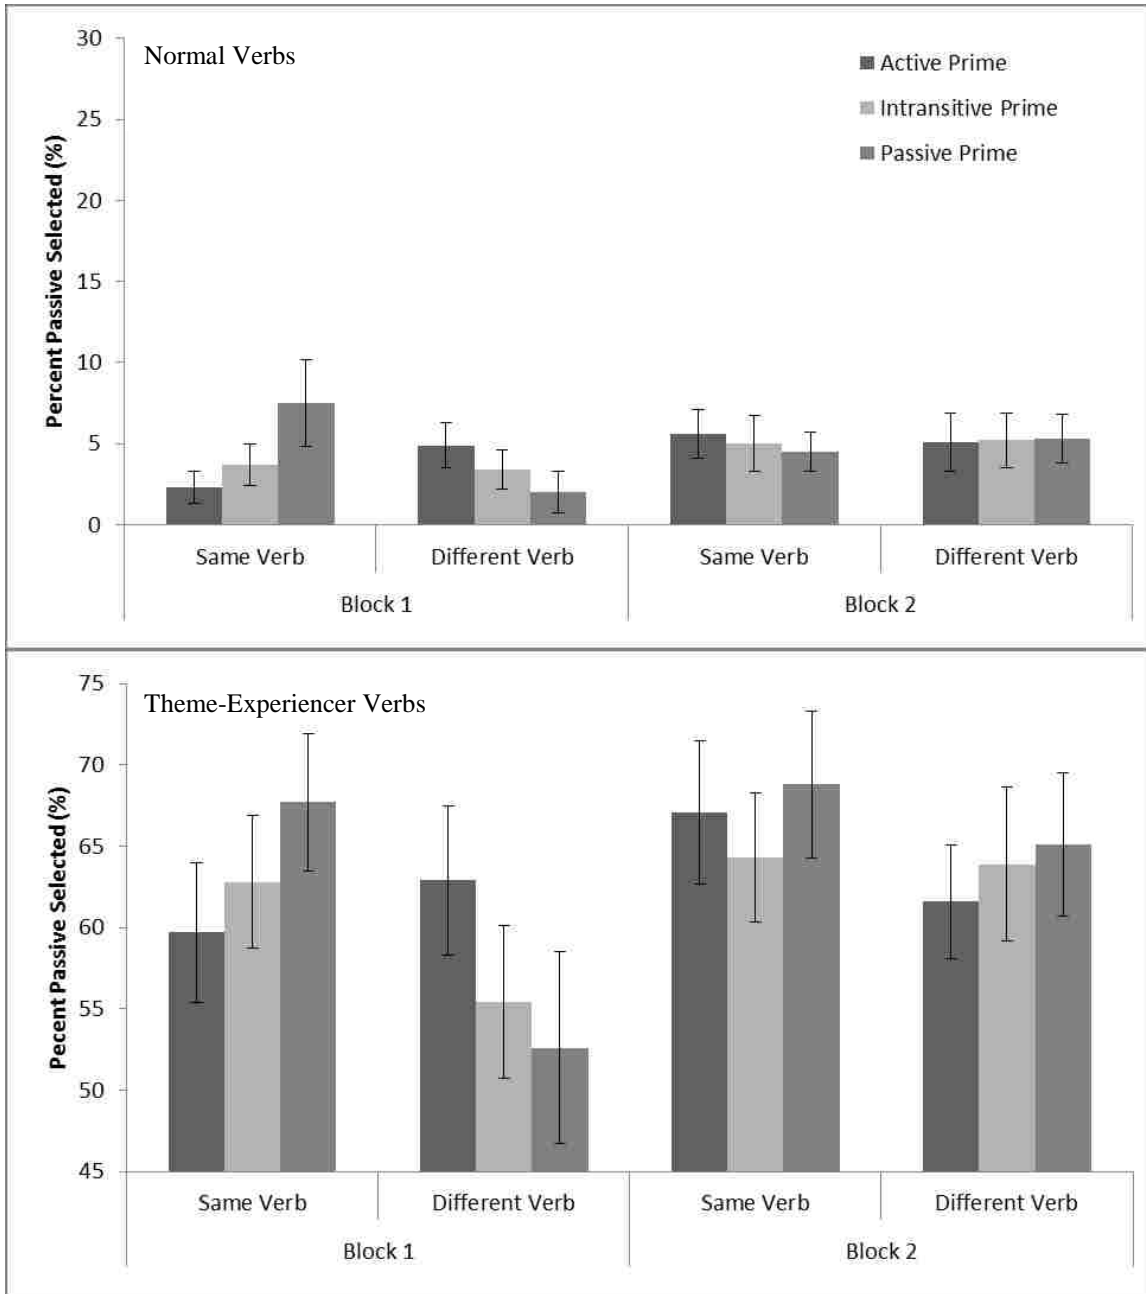 30
Normal Verbs
Active Prime
Intransitive Prime
Passive Prime
25
20
15
10
5
0
Percent Passive Selected (%)
Same Verb Different Verb Same Verb Different Verb
Block 1 Block 2
75
Theme-Experiencer Verbs
70
65
60
55
50
45
Pecent Passive Selected (%)
Same Verb Different Verb Same Verb Different Verb
Block 1 Block 2